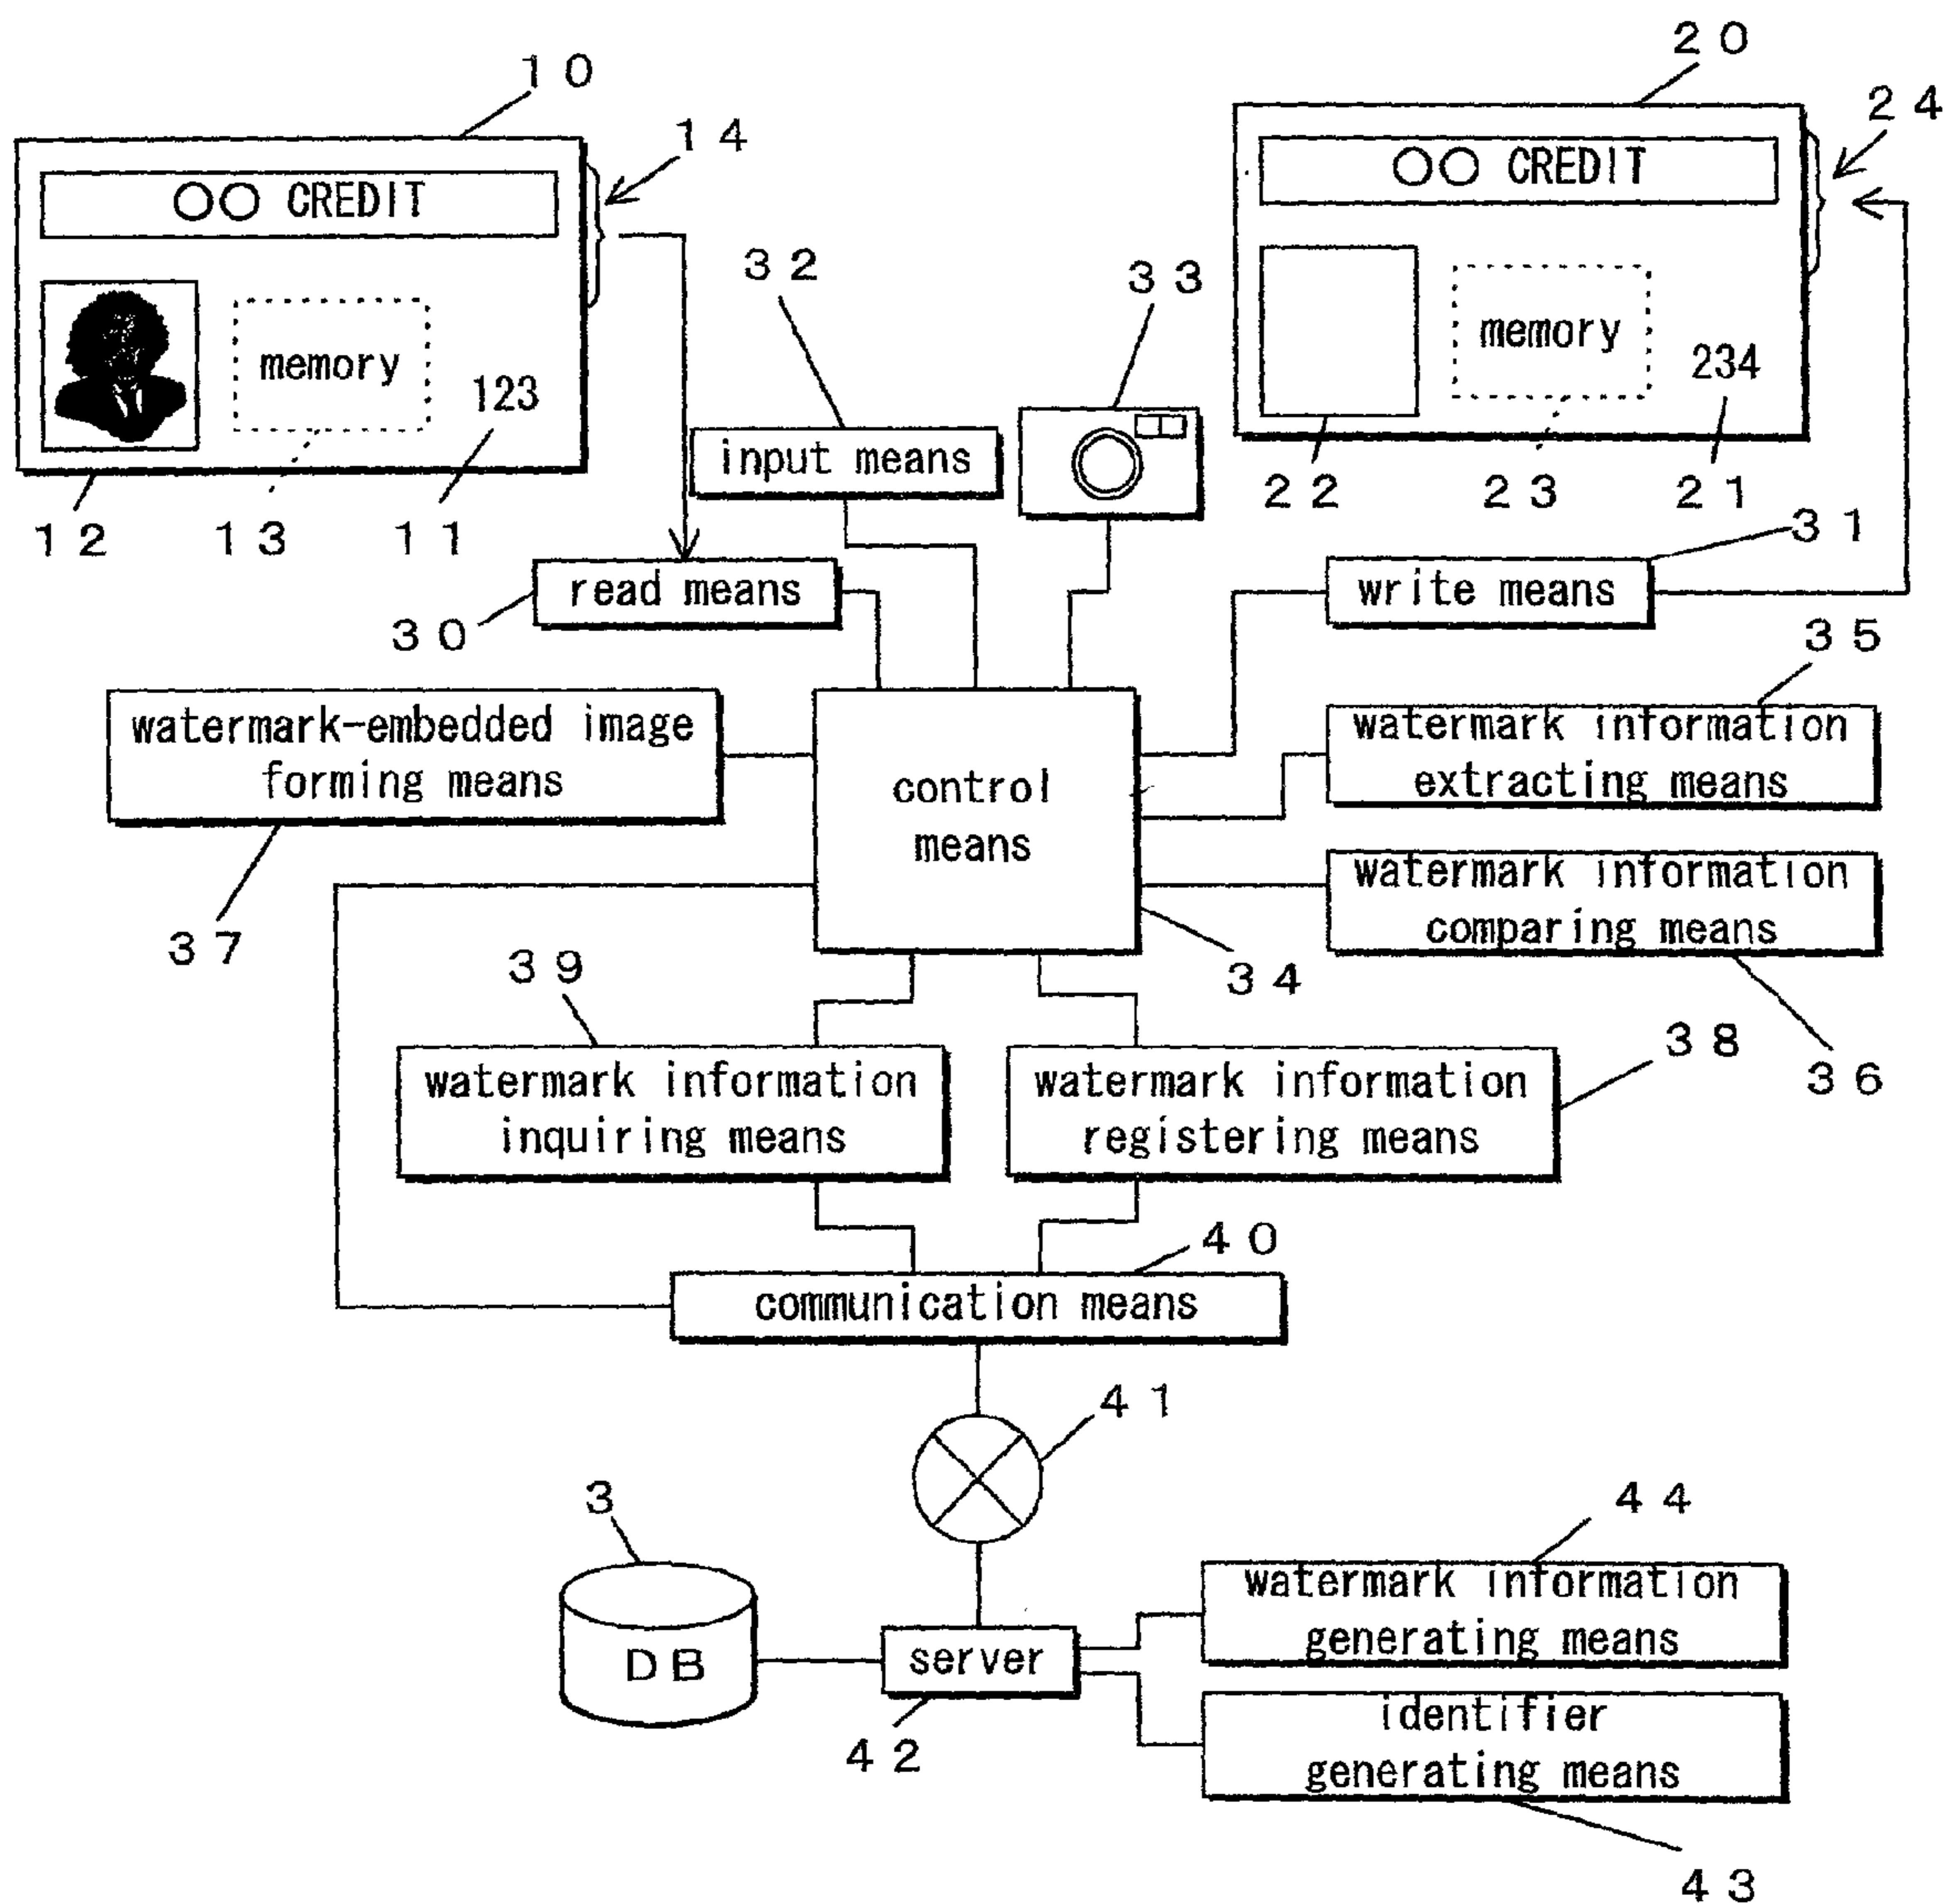 20
10
24
14
○○ CREDIT
○○ CREDIT
32
33
memory
memory
123
234
input means
22
23
21
12
13
11
31
read means
write means
30
35
watermark-embedded image
forming means
watermark information
extracting means
control
means
watermark information
comparing means
37
39
34
38
36
watermark information
inquiring means
watermark information
registering means
40
communication means
41
3
44
watermark information
generating means
DB
server
identifier
generating means
42
43